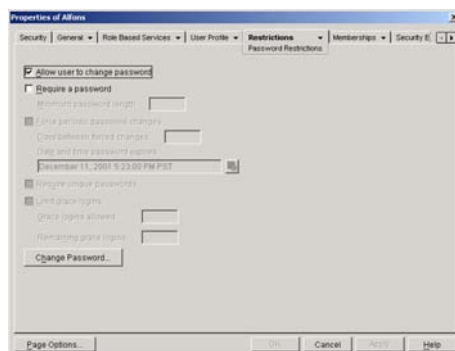 Properties of Alfons
Security General Role Based Services User Profile Restrictions Memberships Security E
Password Restrictions
Allow user to change password
Require a password
Minimum password length:
Force periodic password changes
Days between forced changes:
Date and time password expires:
December 11, 2001 5:23:00 PM PST
Require unique passwords
Limit grace logins
Grace logins allowed:
Remaining grace logins:
Change Password...
Page Options... OK Cancel Apply Help